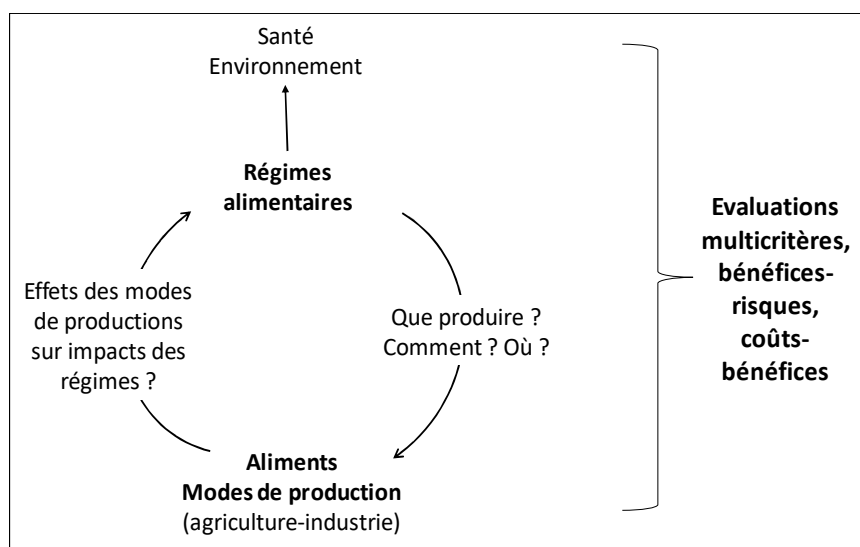 Santé
Environnement
Régimes
alimentaires
Effets des modes
de productions
sur impacts des
régimes ?
Que produire ?
Comment ? Où ?
Aliments
Modes de production
(agriculture-industrie)
Evaluations
multicritères,
bénéfices-
risques,
coûts-
bénéfices